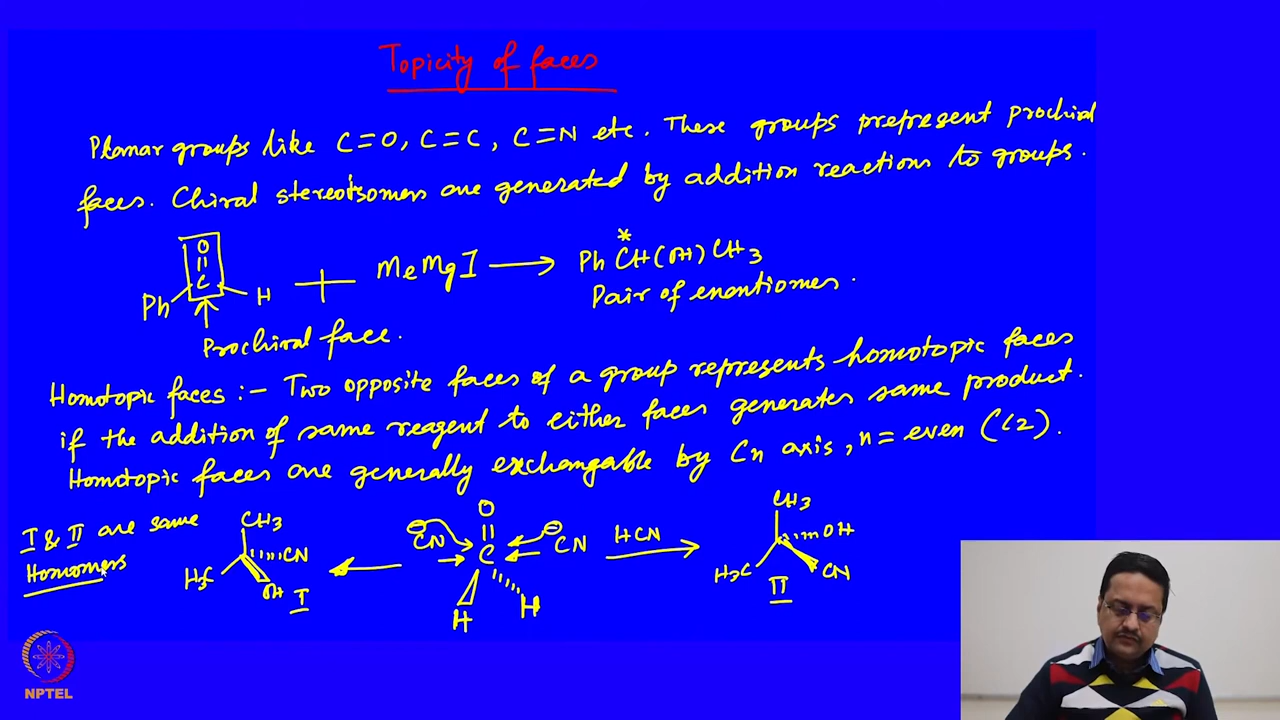 Topicity of faces
Planar groups like C=O, C=C, C=N etc. These groups prepresent prochiral
faces. Chiral stereoisomers are generated by addition reactions to groups.
O
C
Ph
H
+ MeMgI → Ph C*H(OH) CH3
Pair of enantiomers.
Prochiral face.
Homotopic faces :- Two opposite faces of a group represents homotopic faces
if the addition of same reagent to either faces generates same product.
Homotopic faces are generally exchangable by Cn axis, n = even (C2).
I & II are same
Homomers
CH3
CN
H3C
OH
I
O
C
⊖CN
⊖CN
H
H
HCN
CH3
OH
H3C
CN
II
NPTEL